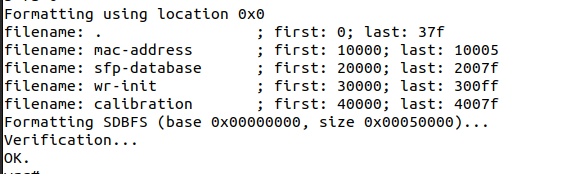 Formatting using location 0x0
filename: .                   ; first: 0; last: 37f
filename: mac-address         ; first: 10000; last: 10005
filename: sfp-database        ; first: 20000; last: 2007f
filename: wr-init             ; first: 30000; last: 300ff
filename: calibration         ; first: 40000; last: 4007f
Formatting SDBFS (base 0x00000000, size 0x00050000)...
Verification...
OK.